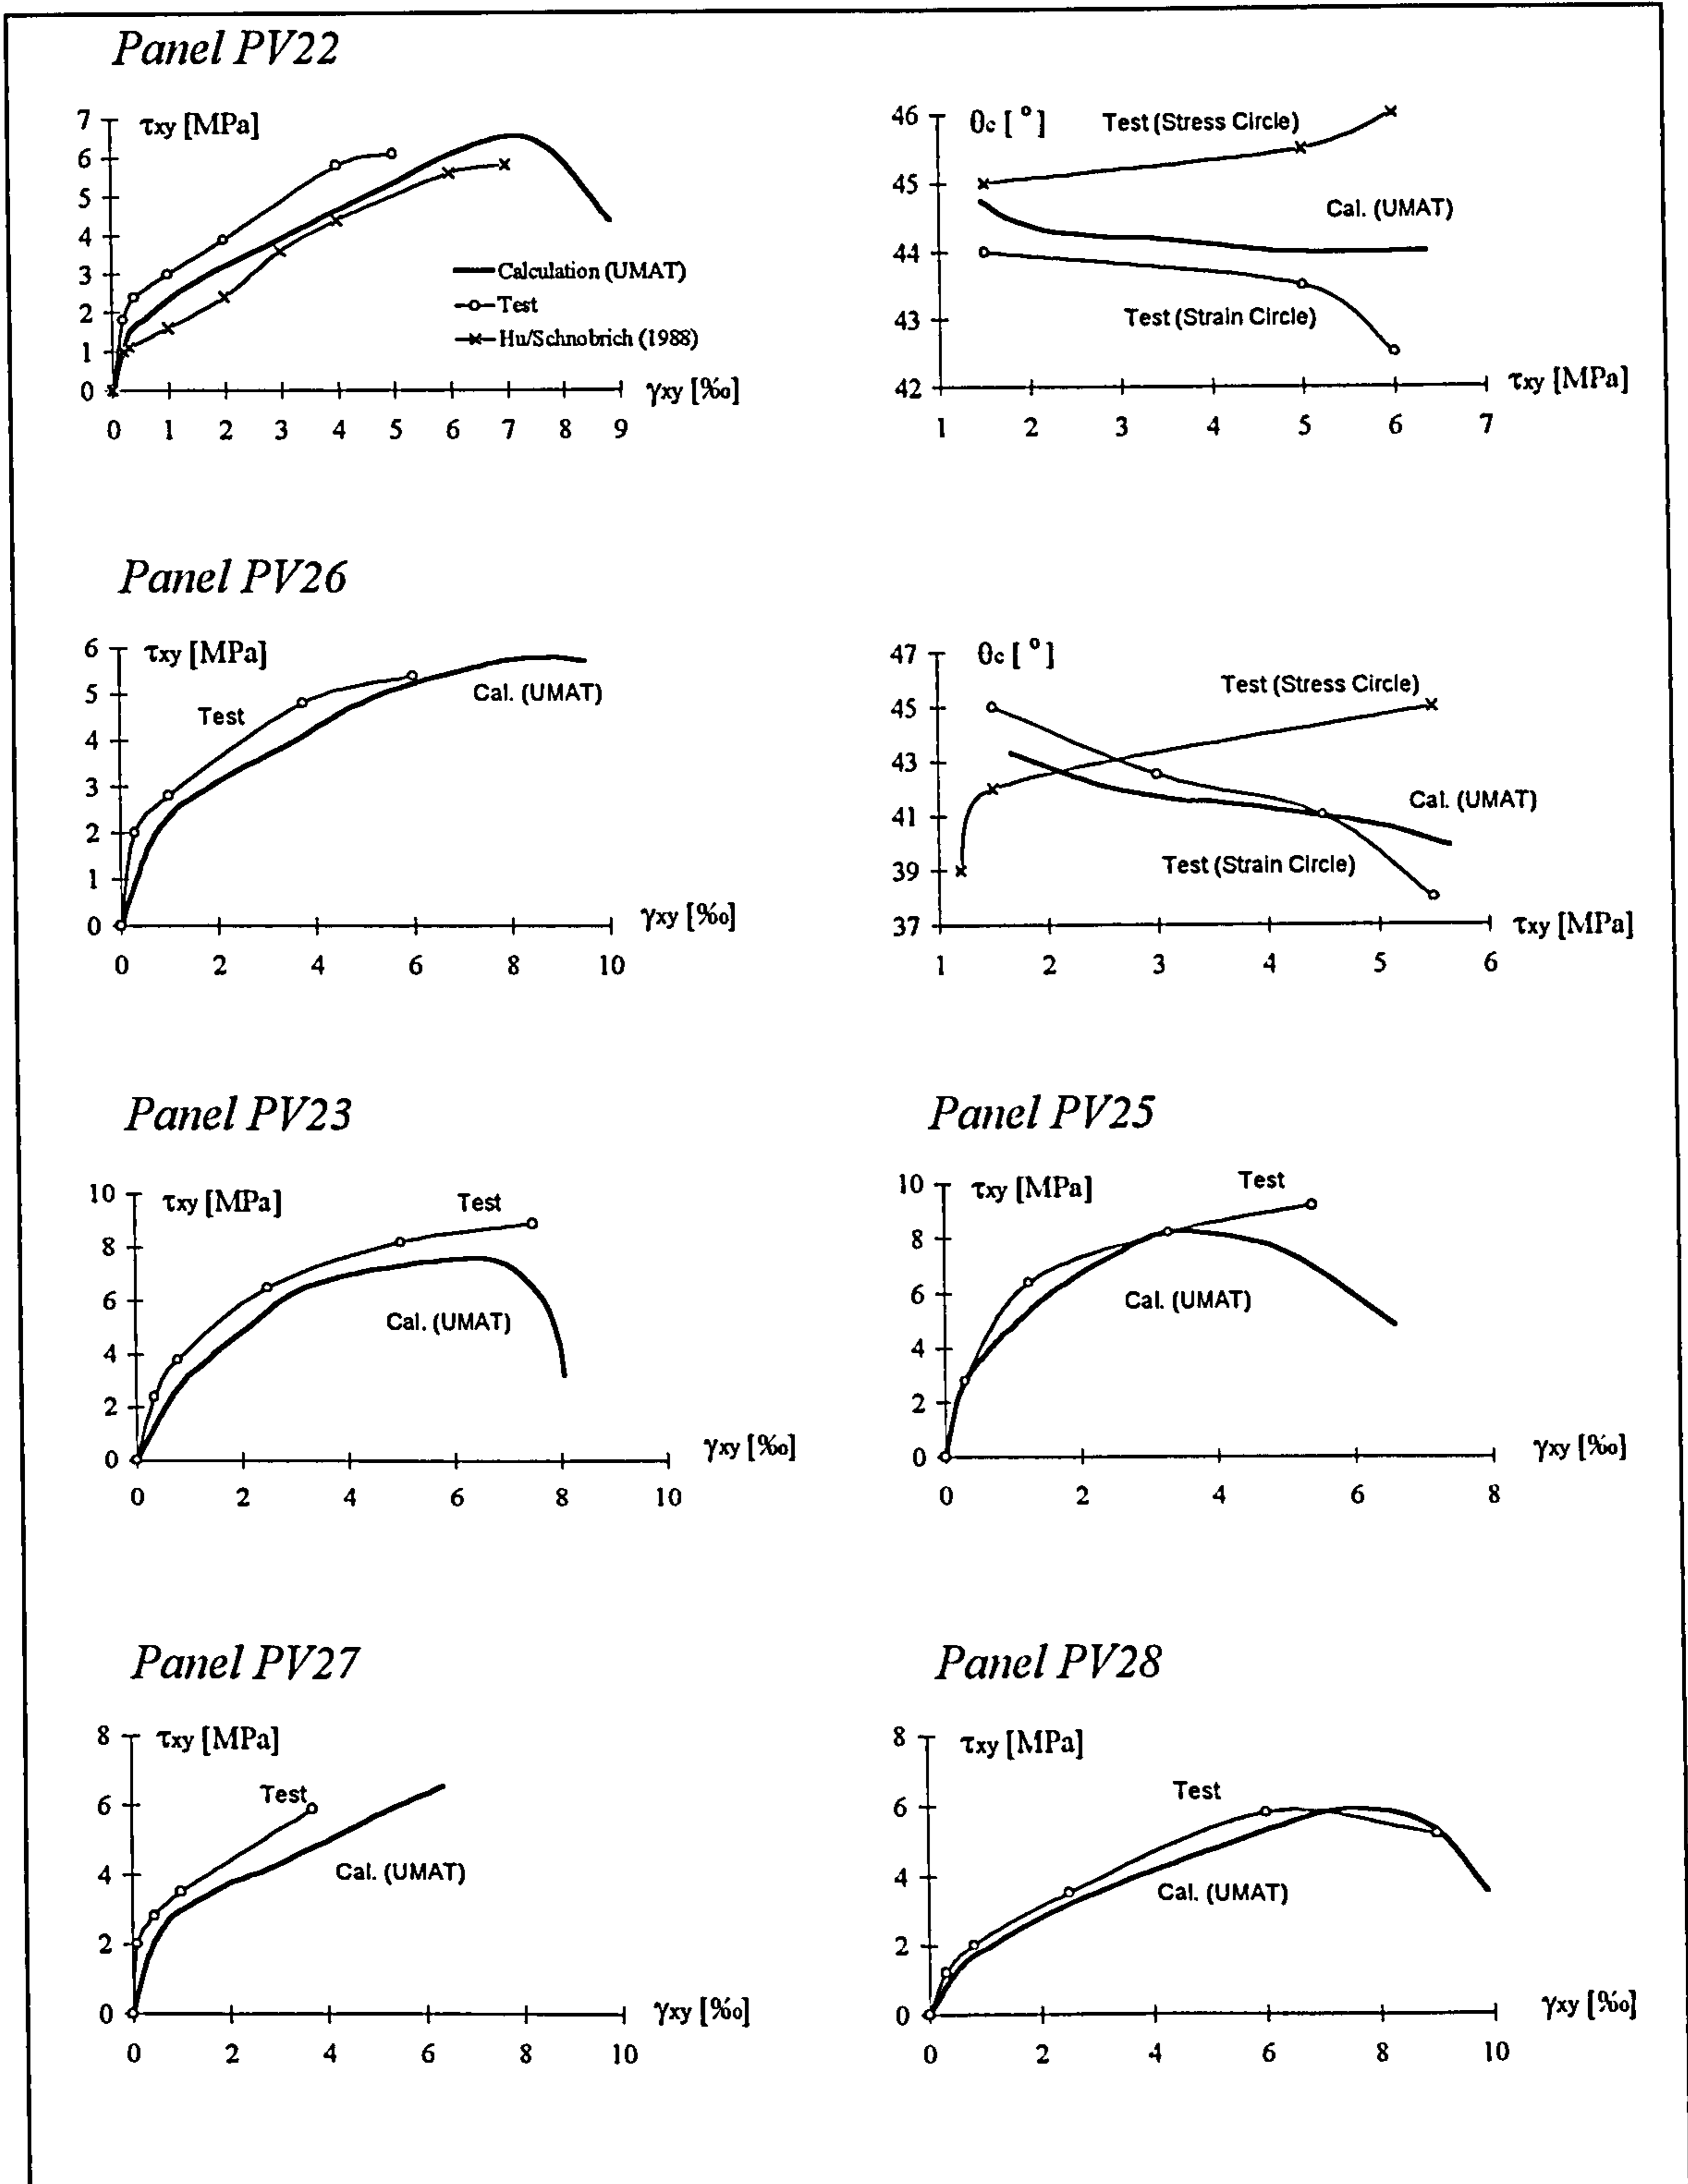 Panel PV22
7 τxy [MPa]
6
5
4
3
2
1
0
γxy [‰]
0 1 2 3 4 5 6 7 8 9
Calculation (UMAT)
Test
Hu/Schnobrich (1988)
46 θc [°]
45
44
43
42
τxy [MPa]
1 2 3 4 5 6 7
Test (Stress Circle)
Cal. (UMAT)
Test (Strain Circle)
Panel PV26
6 τxy [MPa]
5
4
3
2
1
0
γxy [‰]
0 2 4 6 8 10
Test
Cal. (UMAT)
47 θc [°]
45
43
41
39
37
τxy [MPa]
1 2 3 4 5 6
Test (Stress Circle)
Cal. (UMAT)
Test (Strain Circle)
Panel PV23
10 τxy [MPa]
8
6
4
2
0
γxy [‰]
0 2 4 6 8 10
Test
Cal. (UMAT)
Panel PV25
10 τxy [MPa]
8
6
4
2
0
γxy [‰]
0 2 4 6 8
Test
Cal. (UMAT)
Panel PV27
8 τxy [MPa]
6
4
2
0
γxy [‰]
0 2 4 6 8 10
Test
Cal. (UMAT)
Panel PV28
8 τxy [MPa]
6
4
2
0
γxy [‰]
0 2 4 6 8 10
Test
Cal. (UMAT)